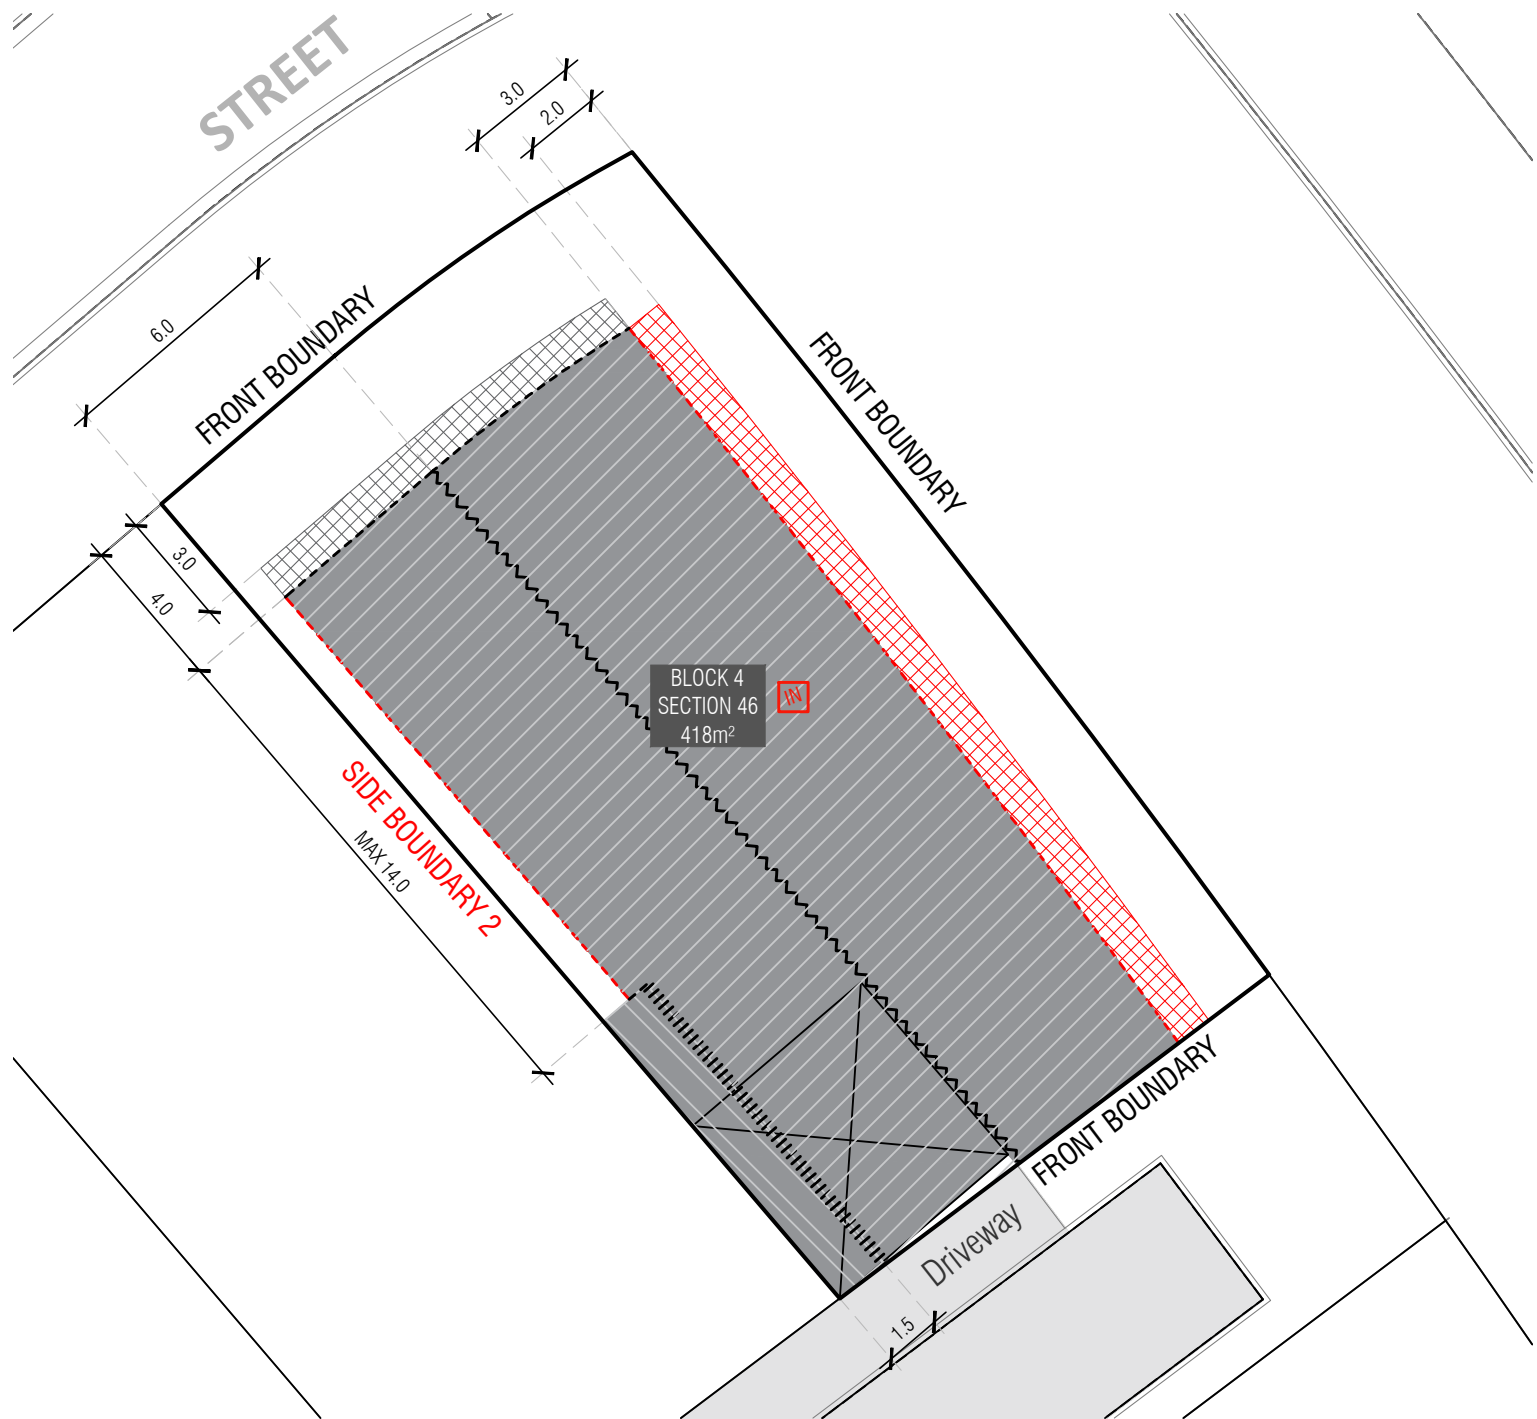 STREET
3.0
2.0
6.0
FRONT BOUNDARY
FRONT BOUNDARY
3.0
4.0
BLOCK 4
SECTION 46
418m²
IN
SIDE BOUNDARY 2
MAX 14.0
FRONT BOUNDARY
Driveway
1.5